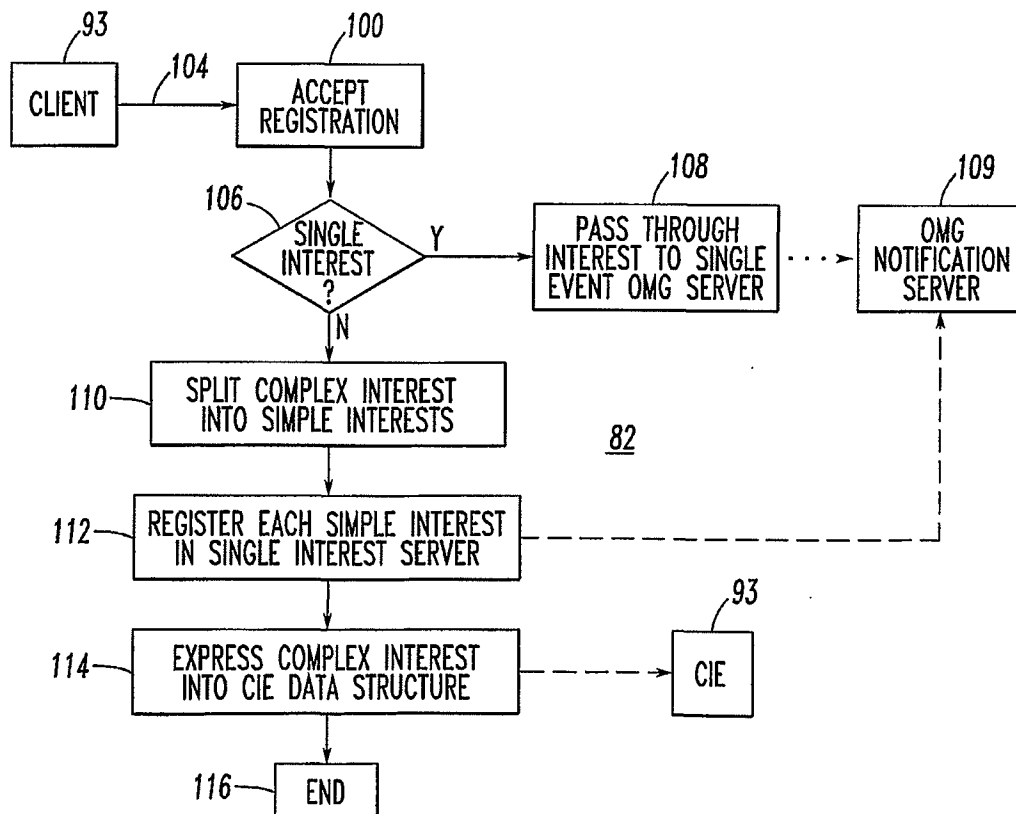 93
100
104
CLIENT
ACCEPT
REGISTRATION
106
SINGLE
INTEREST
?
Y
N
108
PASS THROUGH
INTEREST TO SINGLE
EVENT OMG SERVER
109
OMG
NOTIFICATION
SERVER
110
SPLIT COMPLEX INTEREST
INTO SIMPLE INTERESTS
82
112
REGISTER EACH SIMPLE INTEREST
IN SINGLE INTEREST SERVER
93
114
EXPRESS COMPLEX INTEREST
INTO CIE DATA STRUCTURE
CIE
116
END